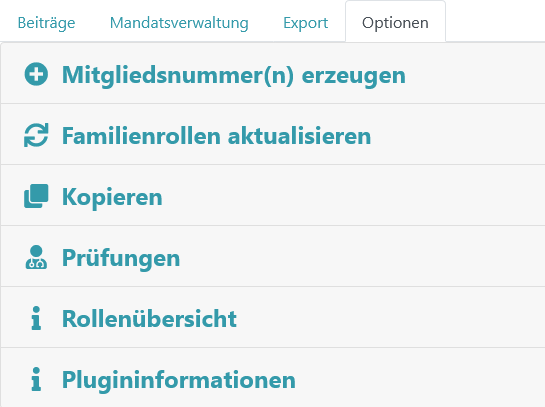 Beiträge Mandatsverwaltung Export Optionen
Mitgliedsnummer(n) erzeugen
Familienrollen aktualisieren
Kopieren
Prüfungen
Rollenübersicht
Plugininformationen